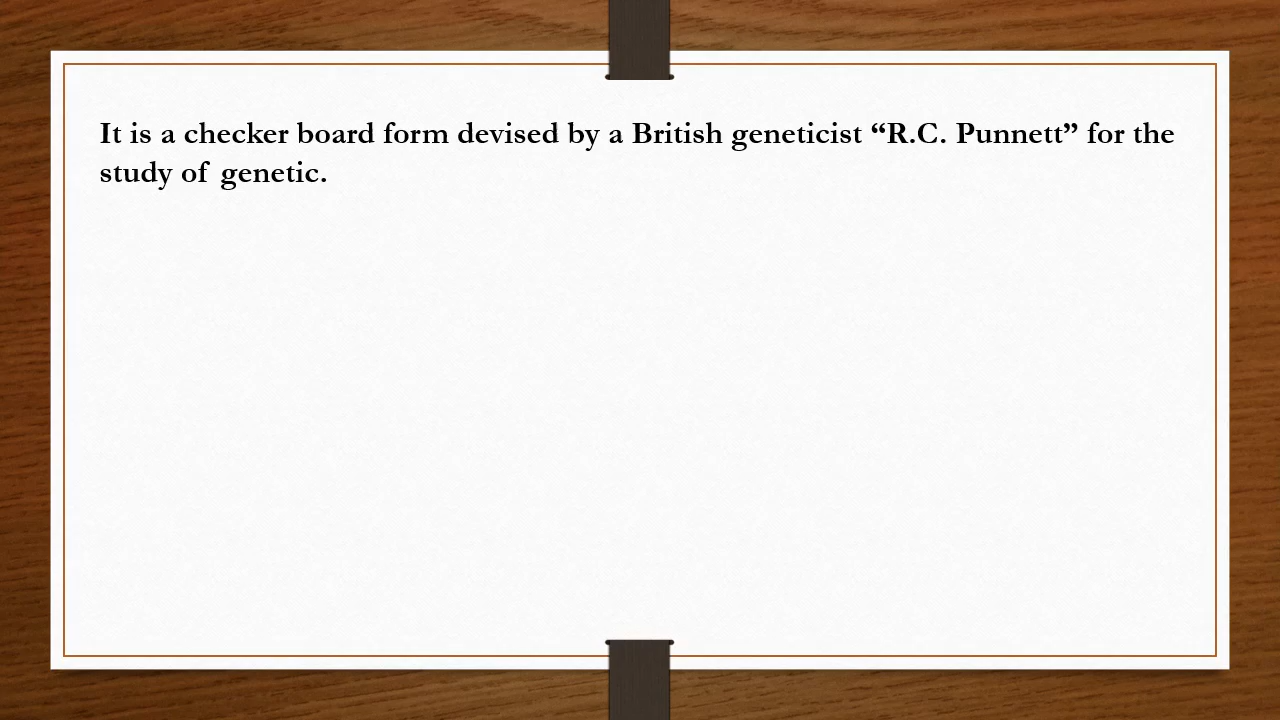 It is a checker board form devised by a British geneticist “R.C. Punnett” for the
study of genetic.